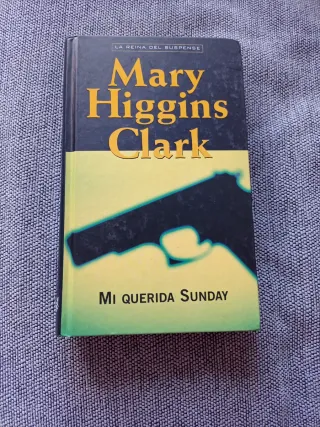 LA REINA DEL SUSPENSE
Mary
Higgins
Clark
MI QUERIDA SUNDAY